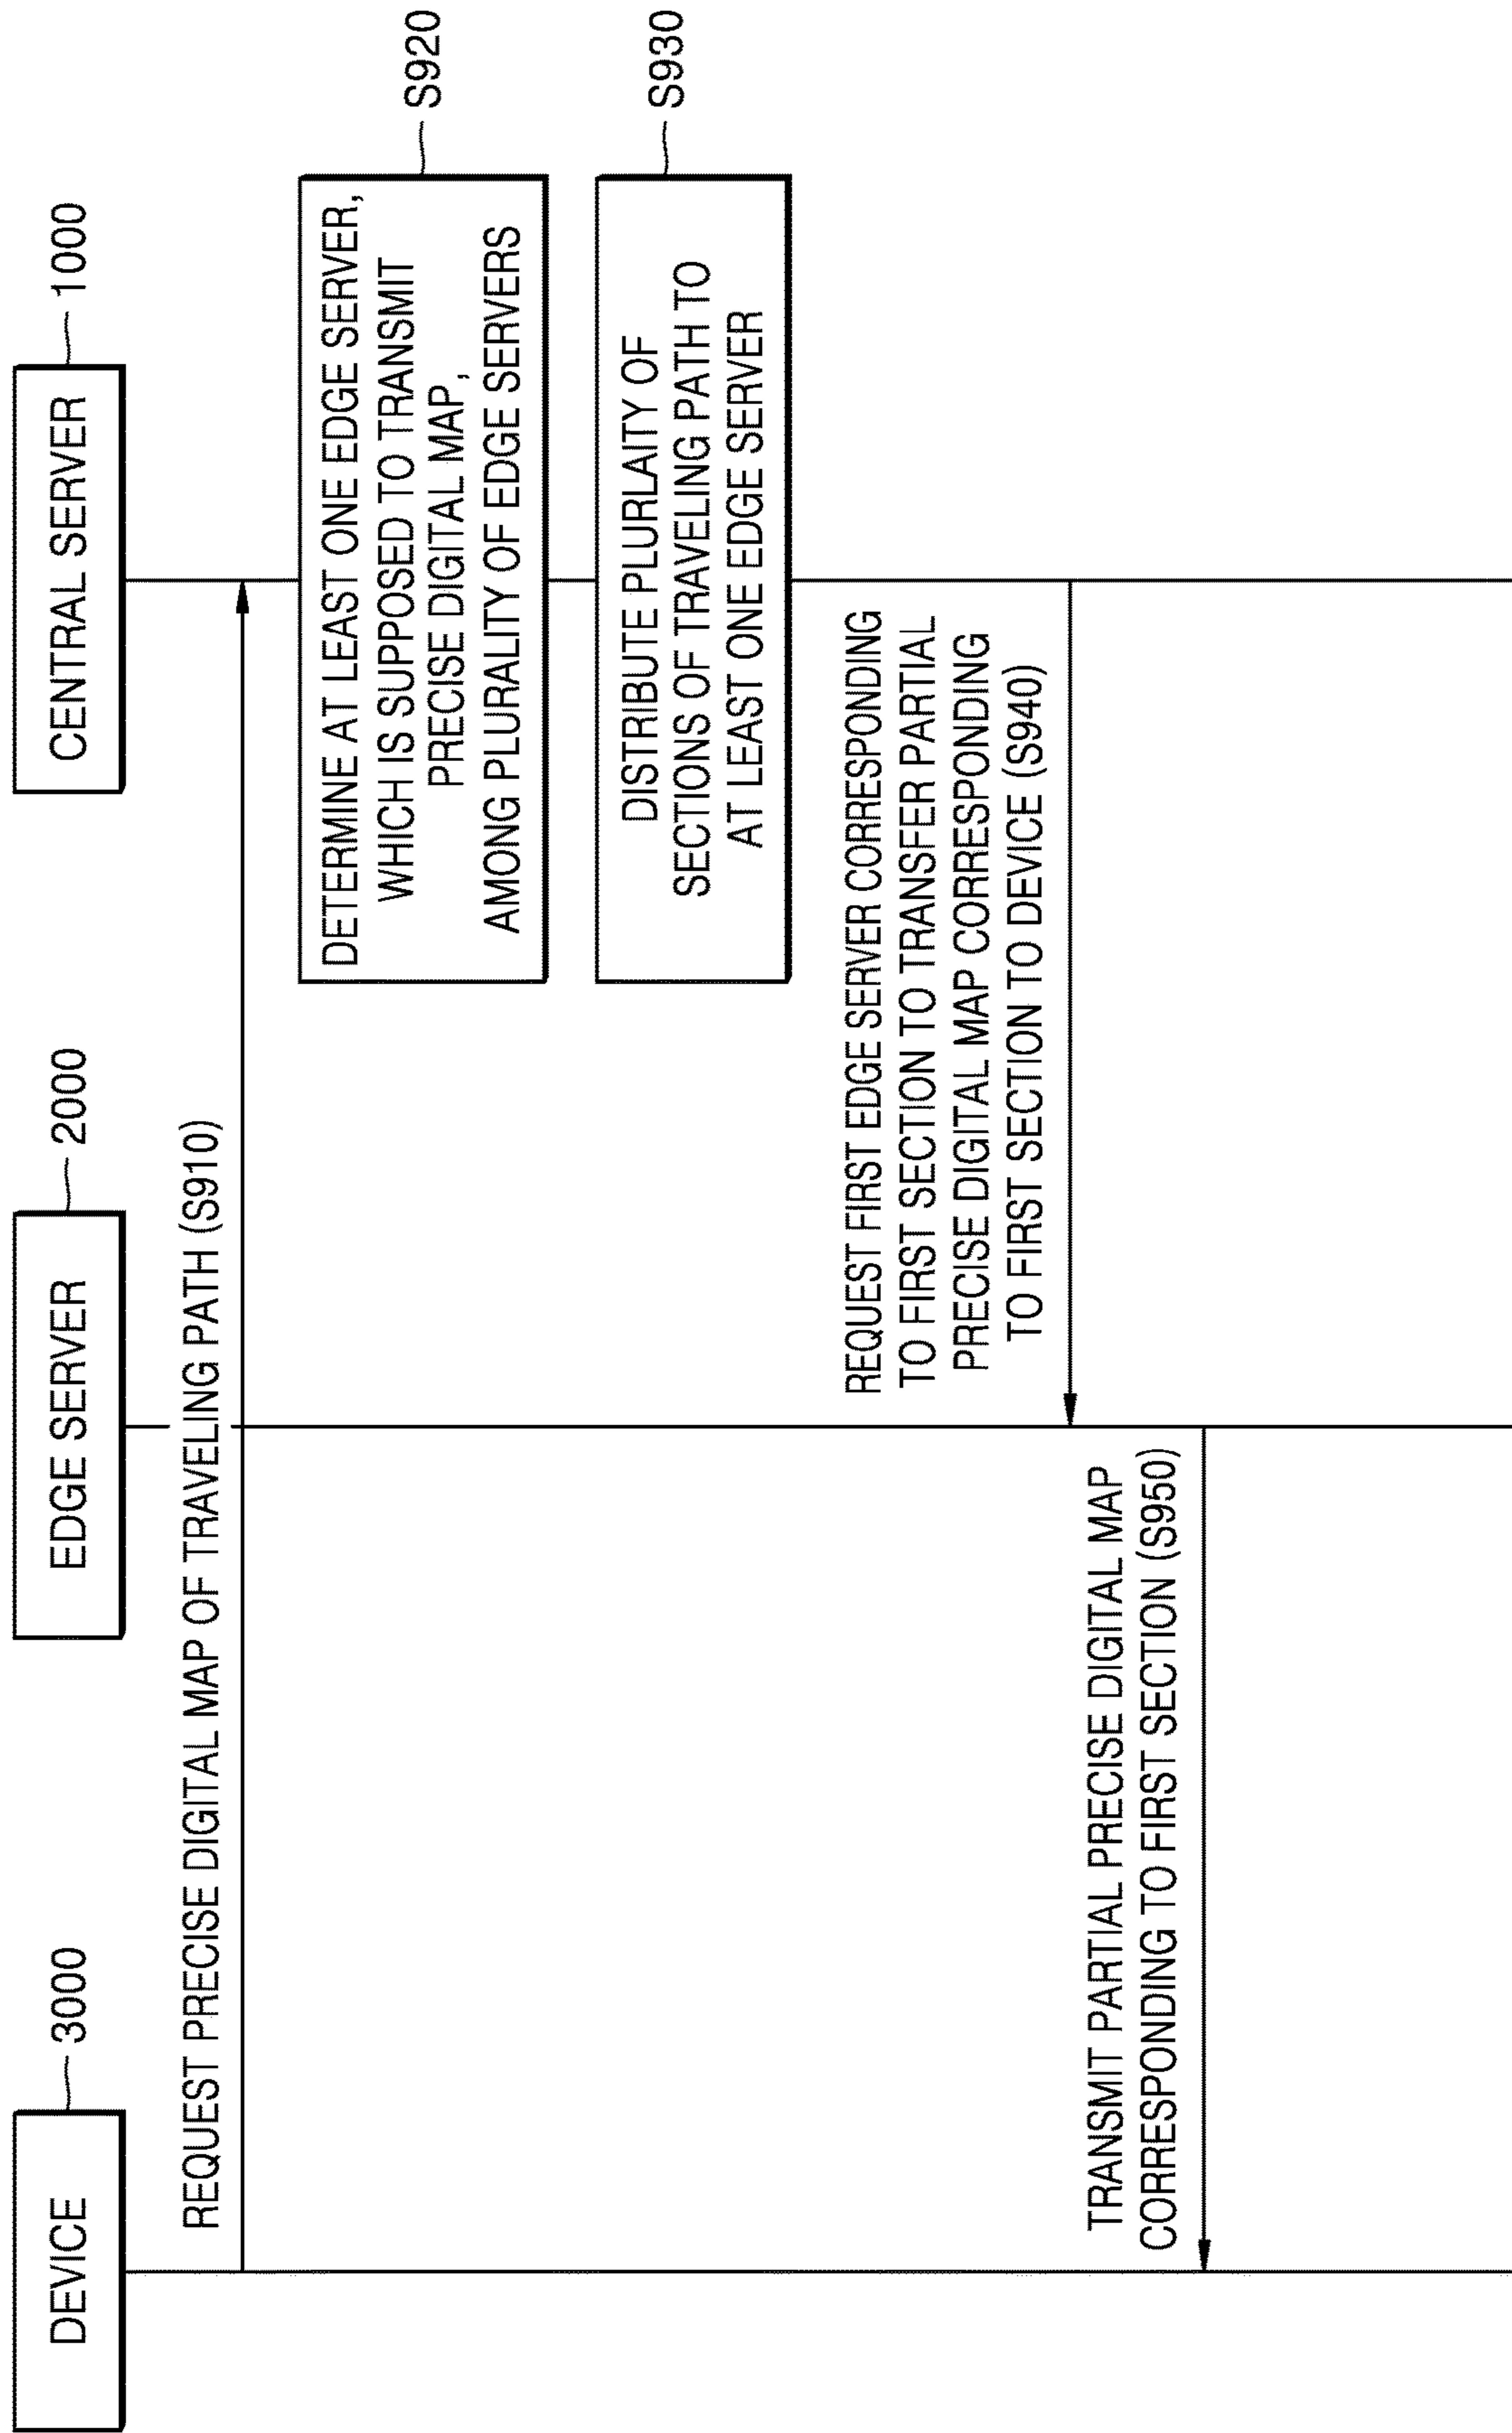 DEVICE
3000
EDGE SERVER
2000
CENTRAL SERVER
1000
REQUEST PRECISE DIGITAL MAP OF TRAVELING PATH (S910)
DETERMINE AT LEAST ONE EDGE SERVER,
WHICH IS SUPPOSED TO TRANSMIT
PRECISE DIGITAL MAP,
AMONG PLURALITY OF EDGE SERVERS
S920
DISTRIBUTE PLURLAITY OF
SECTIONS OF TRAVELING PATH TO
AT LEAST ONE EDGE SERVER
S930
REQUEST FIRST EDGE SERVER CORRESPONDING
TO FIRST SECTION TO TRANSFER PARTIAL
PRECISE DIGITAL MAP CORRESPONDING
TO FIRST SECTION TO DEVICE (S940)
TRANSMIT PARTIAL PRECISE DIGITAL MAP
CORRESPONDING TO FIRST SECTION (S950)